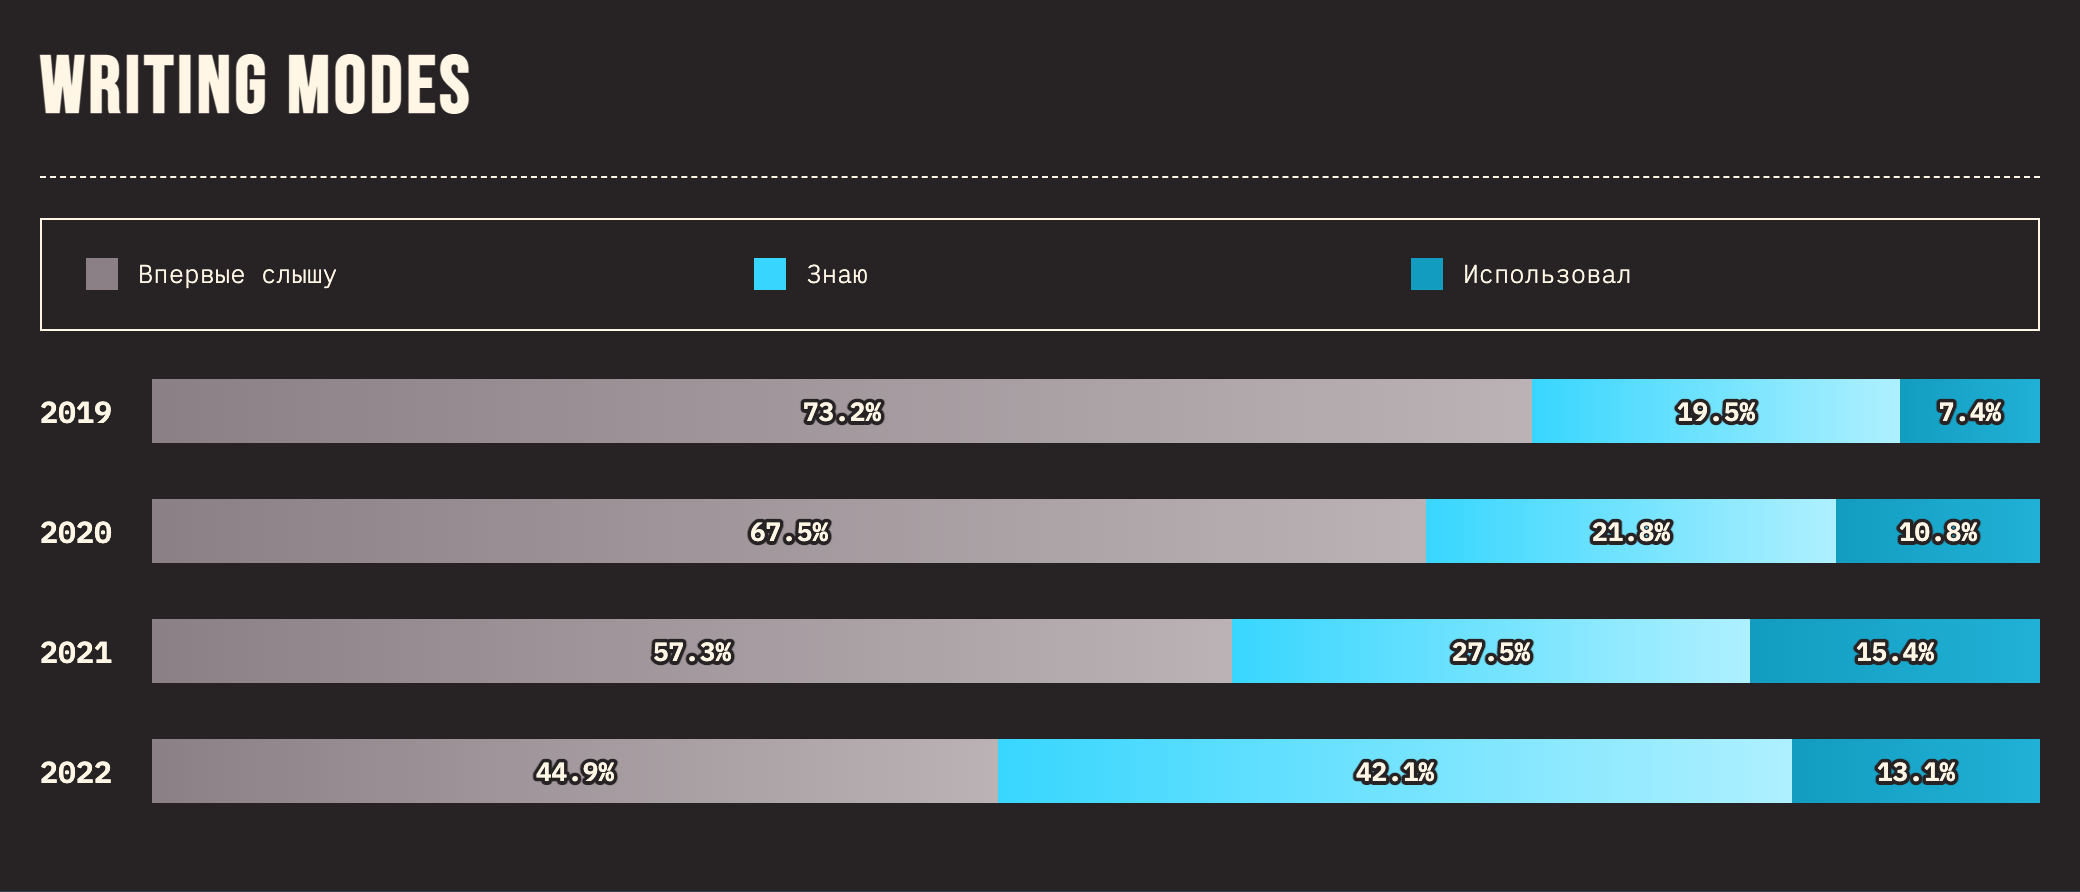 WRITING MODES
Впервые слышу Знаю Использовал
2019 73.2% 19.5% 7.4%
2020 67.5% 21.8% 10.8%
2021 57.3% 27.5% 15.4%
2022 44.9% 42.1% 13.1%